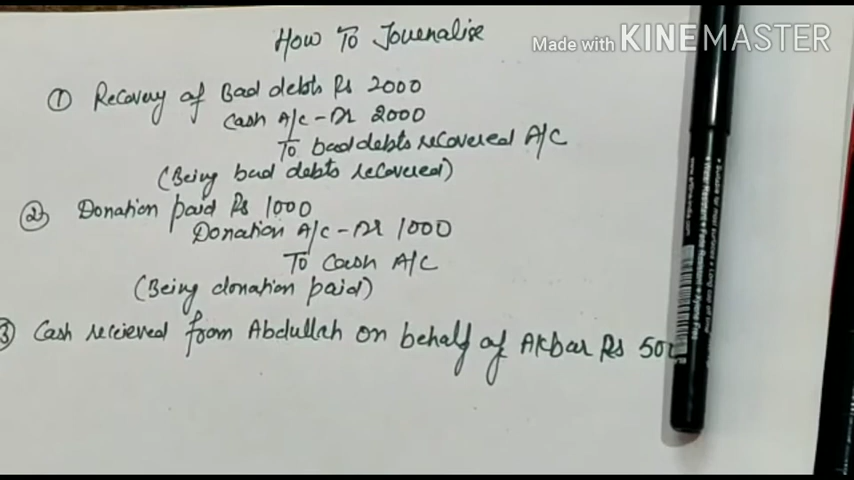 How To Journalise
Made with KINEMASTER
① Recovery of Bad debts Rs 2000
Cash A/c - Dr 2000
To bad debts recovered A/C
(Being bad debts recovered)
② Donation paid Rs 1000
Donation A/c - Dr 1000
To Cash A/C
(Being donation paid)
③ Cash recieved from Abdullah on behalf of Akbar Rs